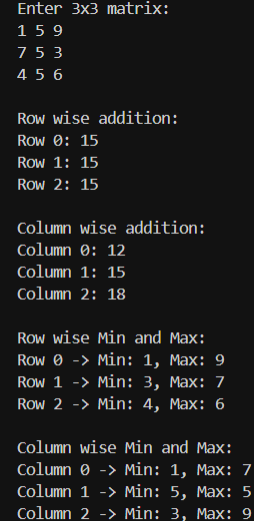 Enter 3x3 matrix:
1 5 9
7 5 3
4 5 6
Row wise addition:
Row 0: 15
Row 1: 15
Row 2: 15
Column wise addition:
Column 0: 12
Column 1: 15
Column 2: 18
Row wise Min and Max:
Row 0 -> Min: 1, Max: 9
Row 1 -> Min: 3, Max: 7
Row 2 -> Min: 4, Max: 6
Column wise Min and Max:
Column 0 -> Min: 1, Max: 7
Column 1 -> Min: 5, Max: 5
Column 2 -> Min: 3, Max: 9